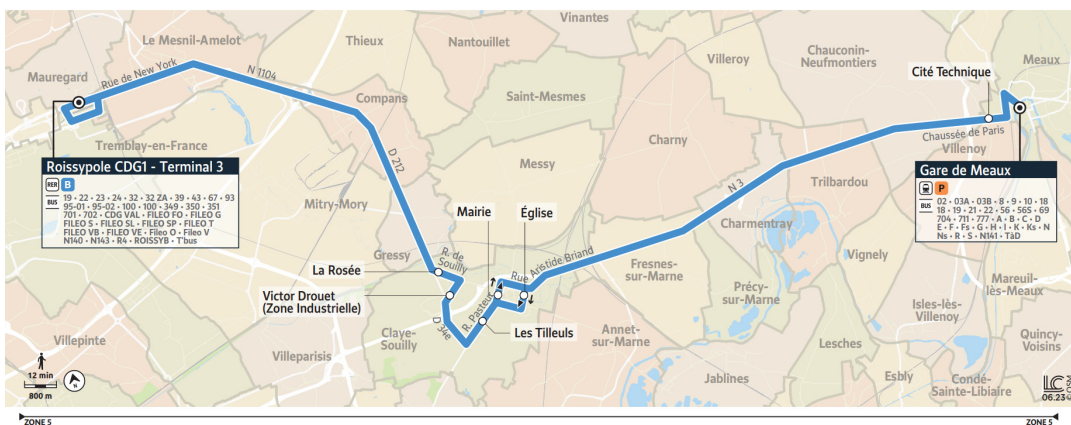 Vinantes
Le Mesnil-Amelot
Thieux
Nantouillet
Chauconin-
Neufmontiers
Meaux
Villeroy
Mauregard
Rue de New York
N 1104
Cité Technique
Compans
Saint-Mesmes
Charny
Tremblay-en-France
D 212
Chaussée de Paris
Villenoy
Roissypole CDG1 - Terminal 3
RER B
BUS 19 • 22 • 23 • 24 • 32 • 32 ZA • 39 • 43 • 67 • 93
95-01 • 95-02 • 100 • 100 • 349 • 350 • 351
701 • 702 • CDG VAL • FILEO FO • FILEO G
FILEO S • FILEO SL • FILEO SP • FILEO T
FILEO VB • FILEO VE • Fileo O • Fileo V
N140 • N143 • R4 • ROISSYB • T'bus
Messy
N 3
Trilbardou
Gare de Meaux
P
BUS 02 • 03A • 03B • 8 • 9 • 10 • 18
18 • 19 • 21 • 22 • 56 • 565 • 69
704 • 711 • 777 • A • B • C • D
E • F • Fs • G • H • I • K • Ks • N
Ns • R • S • N141 • TàD
Mitry-Mory
Mairie
Église
Charmentray
Gressy
R. de
Souilly
Rue Aristide Briand
Vignely
La Rosée
Fresnes-
sur-Marne
Mareuil-
lès-Meaux
Victor Drouet
(Zone Industrielle)
R. Pasteur
Précy-
sur-Marne
Isles-lès-
Villenoy
D 34e
Les Tilleuls
Claye-
Souilly
Annet-
sur-Marne
Quincy-
Voisins
Villepinte
Villeparisis
Lesches
Jablines
Esbly
Condé-
Sainte-Libiaire
12 min
800 m
N
LC
06.23
©OSM
ZONE 5
ZONE 5